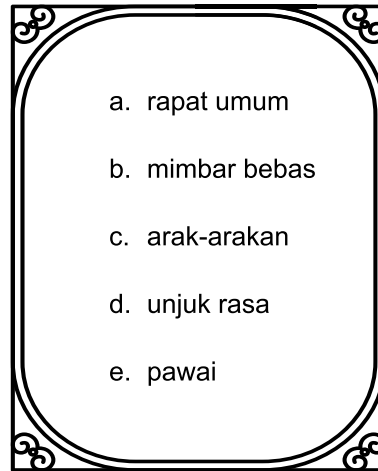 a. rapat umum
b. mimbar bebas
c. arak-arakan
d. unjuk rasa
e. pawai